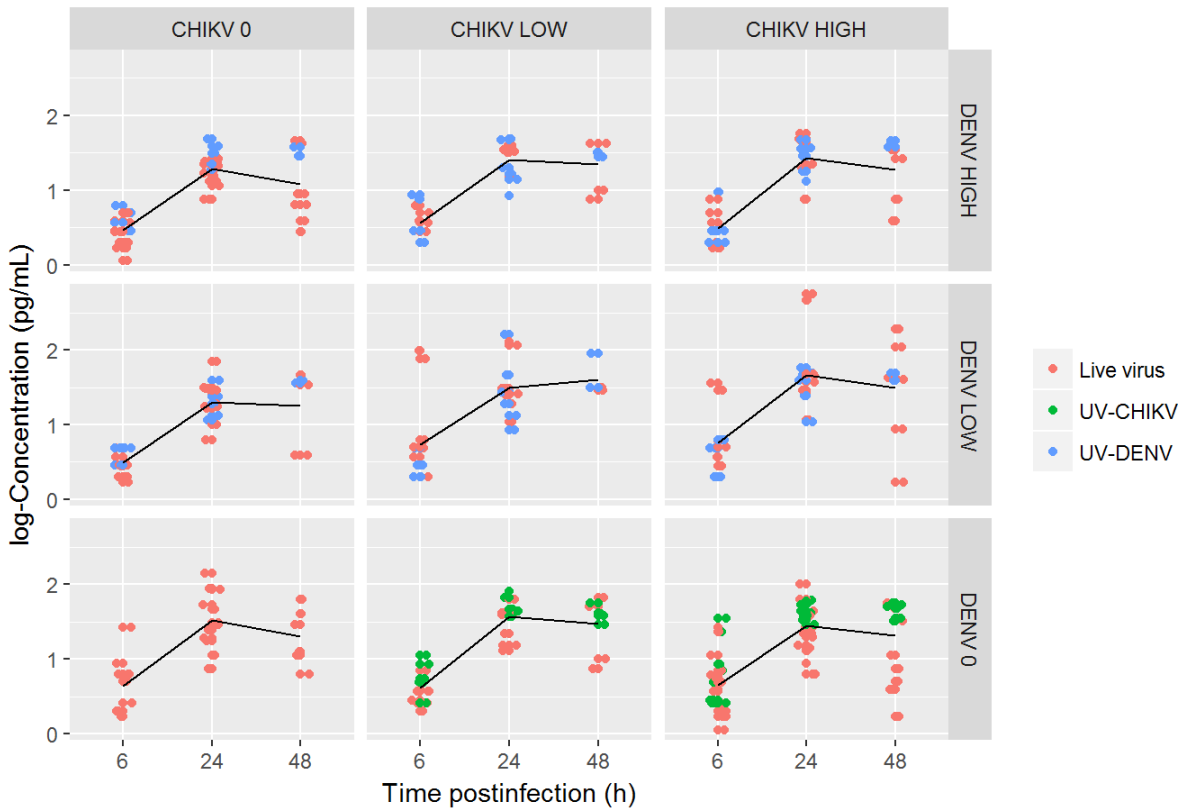 CHIKV 0 CHIKV LOW CHIKV HIGH
2
1
0
DENV HIGH
2
1
0
DENV LOW
2
1
0
DENV 0
log-Concentration (pg/mL)
6 24 48 6 24 48 6 24 48
Time postinfection (h)
Live virus
UV-CHIKV
UV-DENV